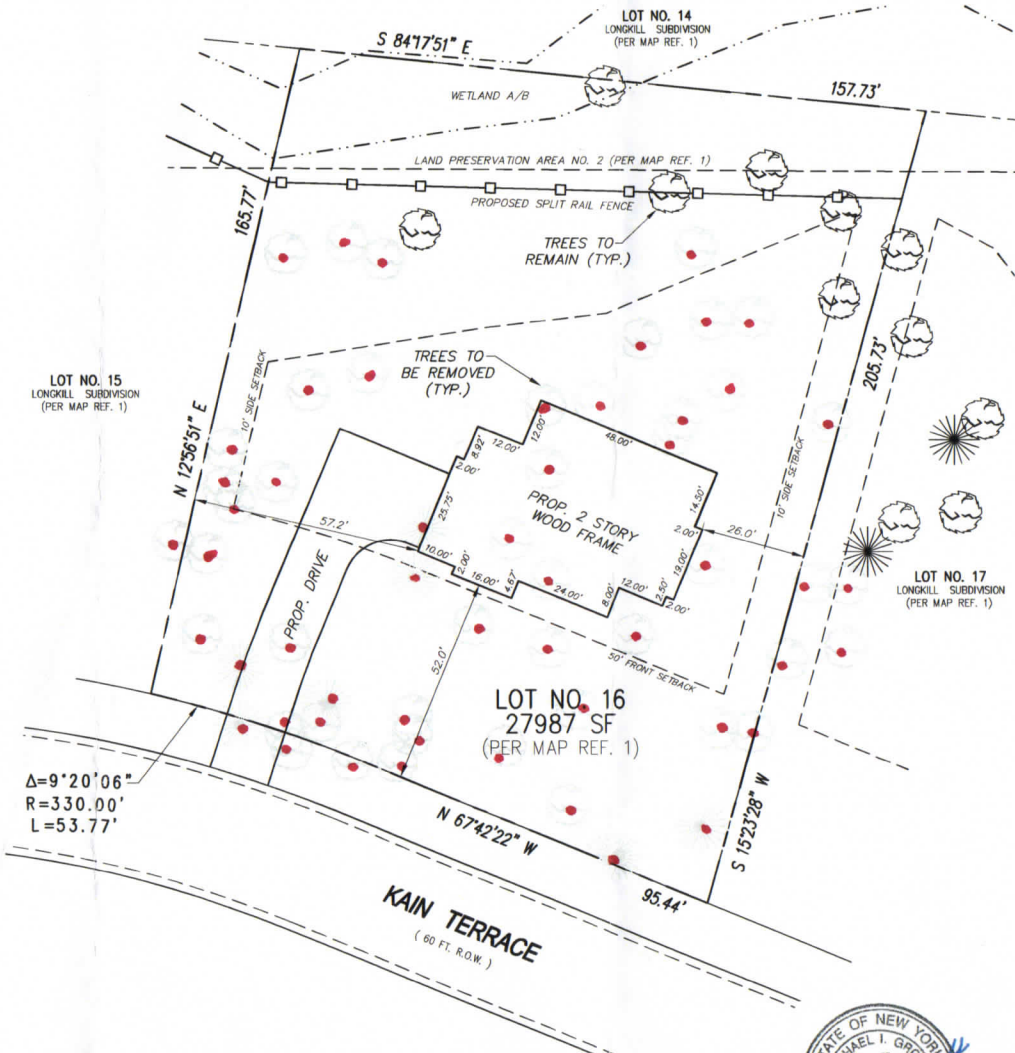 LOT NO. 14
LONGKILL SUBDIVISION
(PER MAP REF. 1)
S 84°17'51" E
157.73'
WETLAND A/B
LAND PRESERVATION AREA NO. 2 (PER MAP REF. 1)
PROPOSED SPLIT RAIL FENCE
165.77'
TREES TO
REMAIN (TYP.)
LOT NO. 15
LONGKILL SUBDIVISION
(PER MAP REF. 1)
10' SIDE SETBACK
TREES TO
BE REMOVED
(TYP.)
205.73'
N 12°56'51" E
8.92'
12.00'
12.00'
48.00'
2.00'
25.75'
14.50'
10' SIDE SETBACK
PROP. 2 STORY
WOOD FRAME
2.00'
26.0'
57.2'
10.00'
2.00'
16.00'
4.67'
24.00'
8.00'
12.00'
2.50'
19.00'
2.00'
LOT NO. 17
LONGKILL SUBDIVISION
(PER MAP REF. 1)
PROP. DRIVE
52.0'
50' FRONT SETBACK
LOT NO. 16
27987 SF
(PER MAP REF. 1)
Δ=9°20'06"
R=330.00'
L=53.77'
N 67°42'22" W
S 15°23'28" W
95.44'
KAIN TERRACE
( 60 FT. R.O.W. )
STATE OF NEW YORK